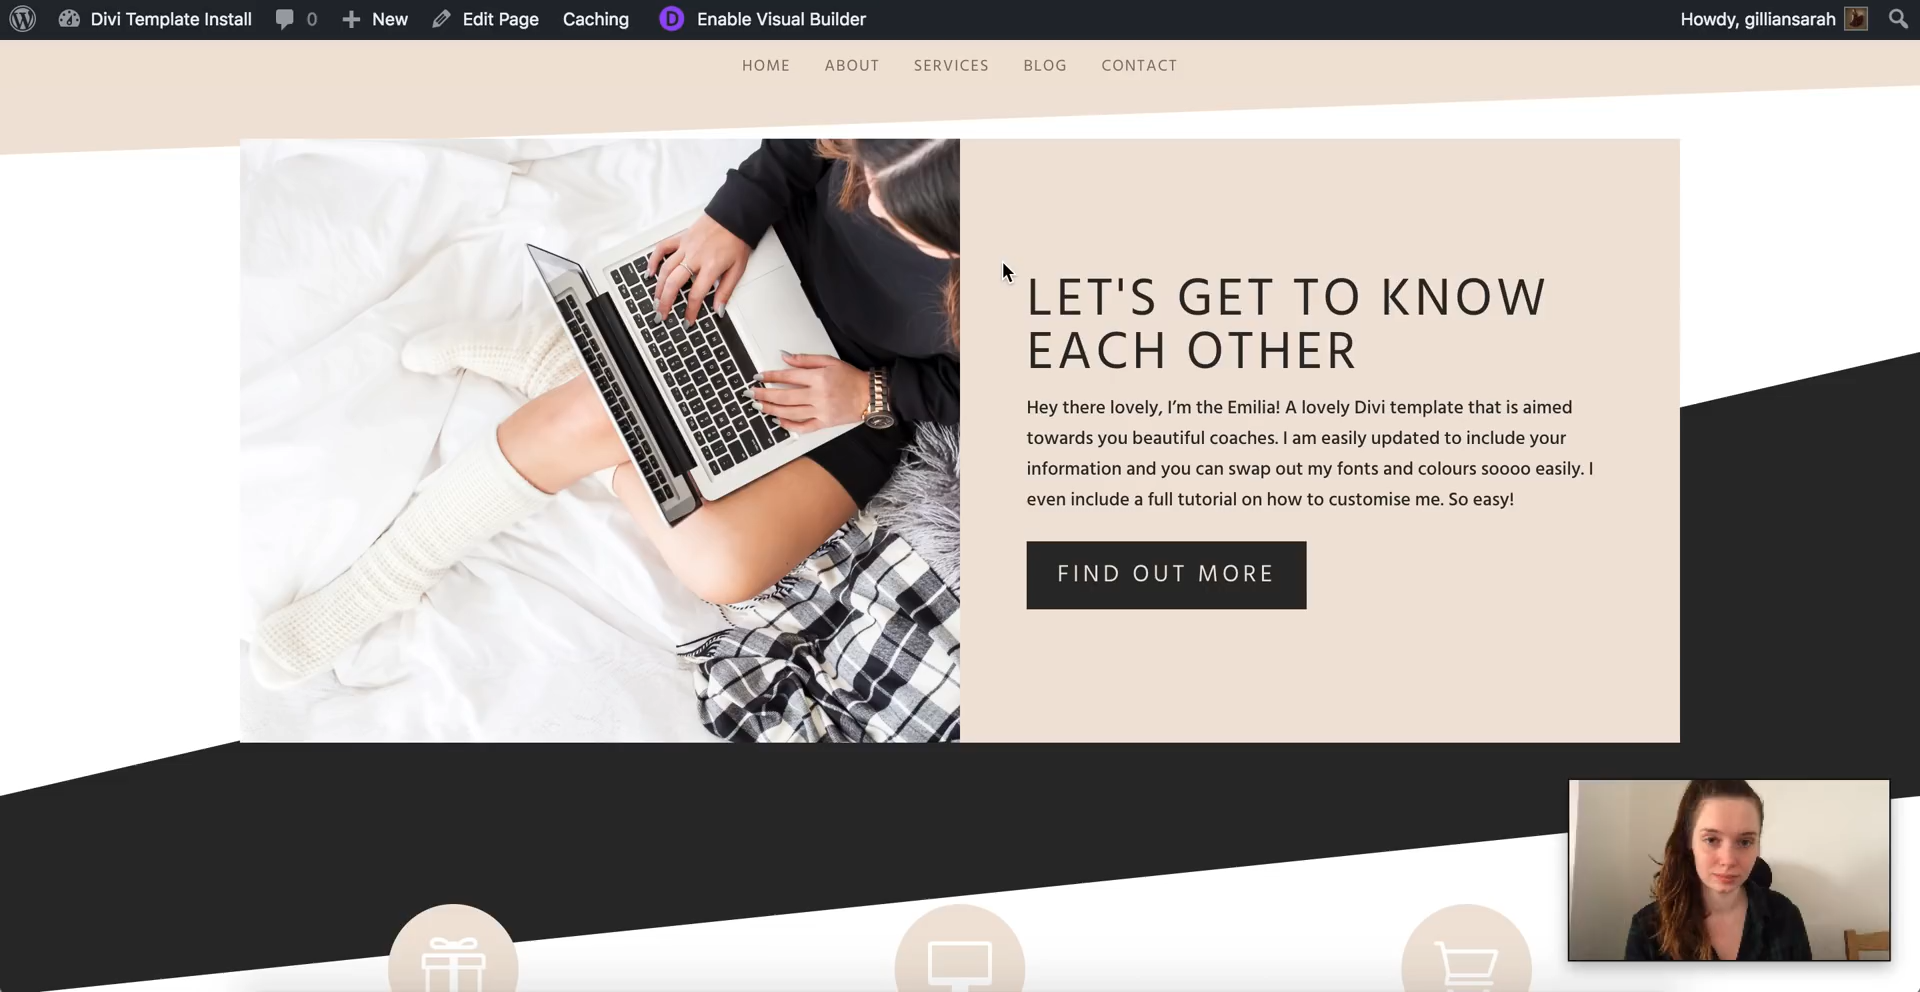 Divi Template Install 0 New Edit Page Caching Enable Visual Builder Howdy, gilliansarah
HOME ABOUT SERVICES BLOG CONTACT
LET'S GET TO KNOW
EACH OTHER
Hey there lovely, I’m the Emilia! A lovely Divi template that is aimed
towards you beautiful coaches. I am easily updated to include your
information and you can swap out my fonts and colours soooo easily. I
even include a full tutorial on how to customise me. So easy!
FIND OUT MORE